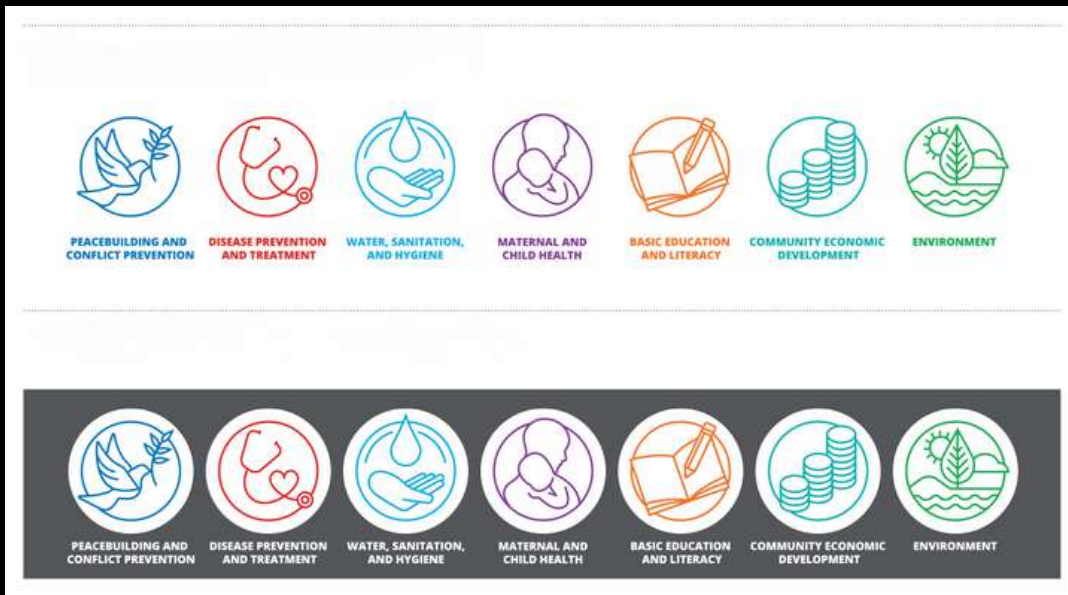 PEACEBUILDING AND
CONFLICT PREVENTION
DISEASE PREVENTION
AND TREATMENT
WATER, SANITATION,
AND HYGIENE
MATERNAL AND
CHILD HEALTH
BASIC EDUCATION
AND LITERACY
COMMUNITY ECONOMIC
DEVELOPMENT
ENVIRONMENT
PEACEBUILDING AND
CONFLICT PREVENTION
DISEASE PREVENTION
AND TREATMENT
WATER, SANITATION,
AND HYGIENE
MATERNAL AND
CHILD HEALTH
BASIC EDUCATION
AND LITERACY
COMMUNITY ECONOMIC
DEVELOPMENT
ENVIRONMENT